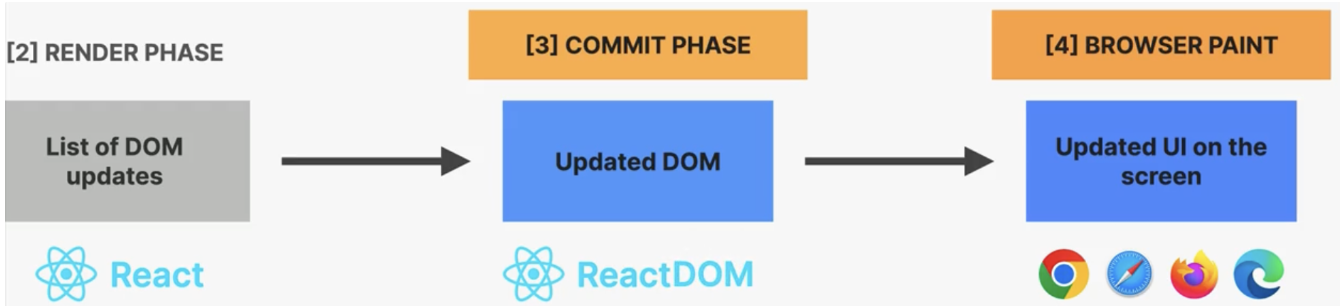 [2] RENDER PHASE
[3] COMMIT PHASE
[4] BROWSER PAINT
List of DOM
updates
Updated DOM
Updated UI on the
screen
React
ReactDOM